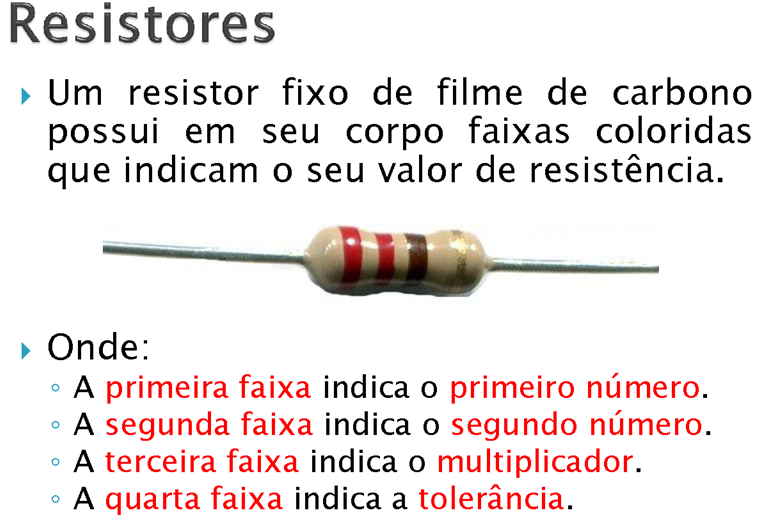 Resistores
Um resistor fixo de filme de carbono
possui em seu corpo faixas coloridas
que indicam o seu valor de resistência.
Onde:
A primeira faixa indica o primeiro número.
A segunda faixa indica o segundo número.
A terceira faixa indica o multiplicador.
A quarta faixa indica a tolerância.